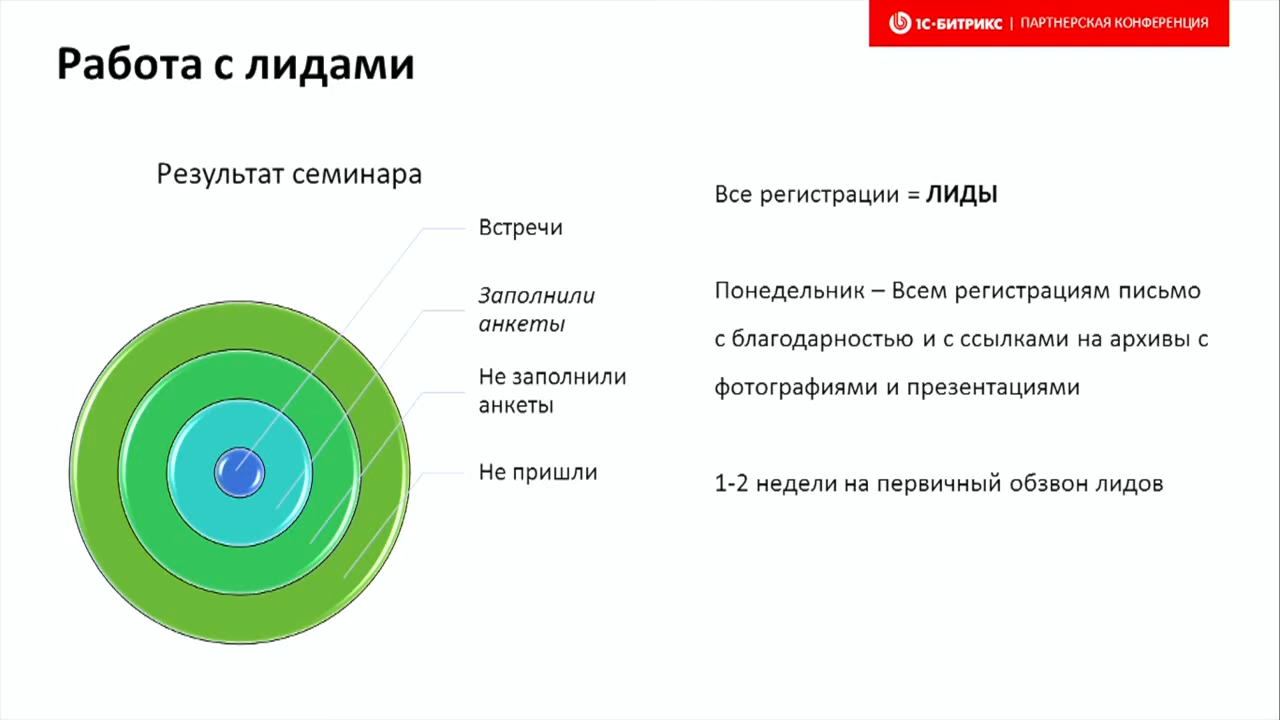 1С-БИТРИКС | ПАРТНЕРСКАЯ КОНФЕРЕНЦИЯ
Работа с лидами
Результат семинара
Встречи
Заполнили
анкеты
Не заполнили
анкеты
Не пришли
Все регистрации = ЛИДЫ
Понедельник – Всем регистрациям письмо
с благодарностью и с ссылками на архивы с
фотографиями и презентациями
1-2 недели на первичный обзвон лидов